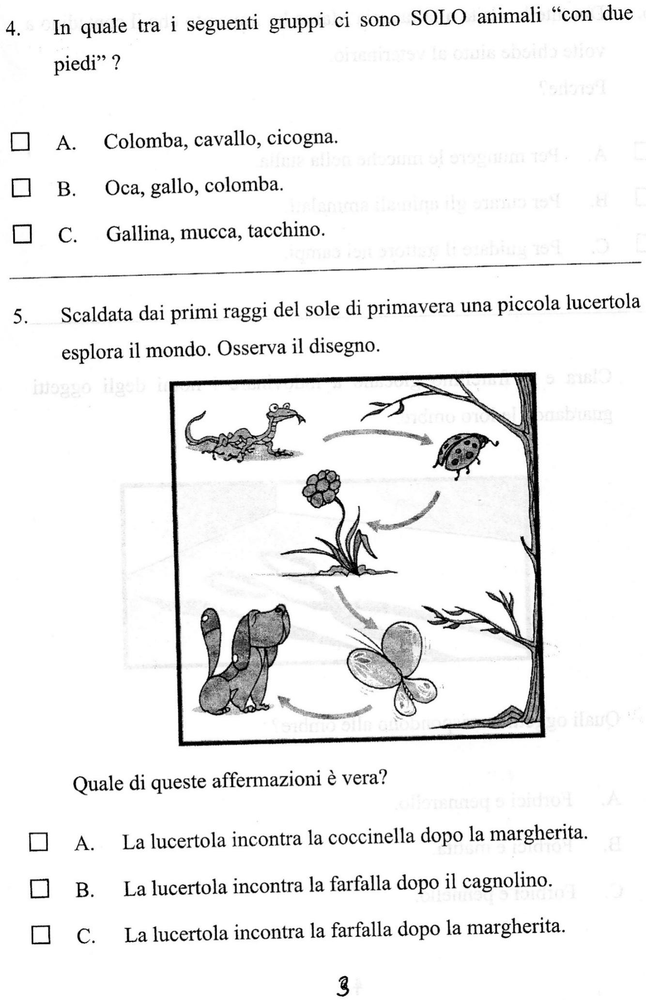 4. In quale tra i seguenti gruppi ci sono SOLO animali “con due
piedi” ?
A. Colomba, cavallo, cicogna.
B. Oca, gallo, colomba.
C. Gallina, mucca, tacchino.
5. Scaldata dai primi raggi del sole di primavera una piccola lucertola
esplora il mondo. Osserva il disegno.
Quale di queste affermazioni è vera?
A. La lucertola incontra la coccinella dopo la margherita.
B. La lucertola incontra la farfalla dopo il cagnolino.
C. La lucertola incontra la farfalla dopo la margherita.
3